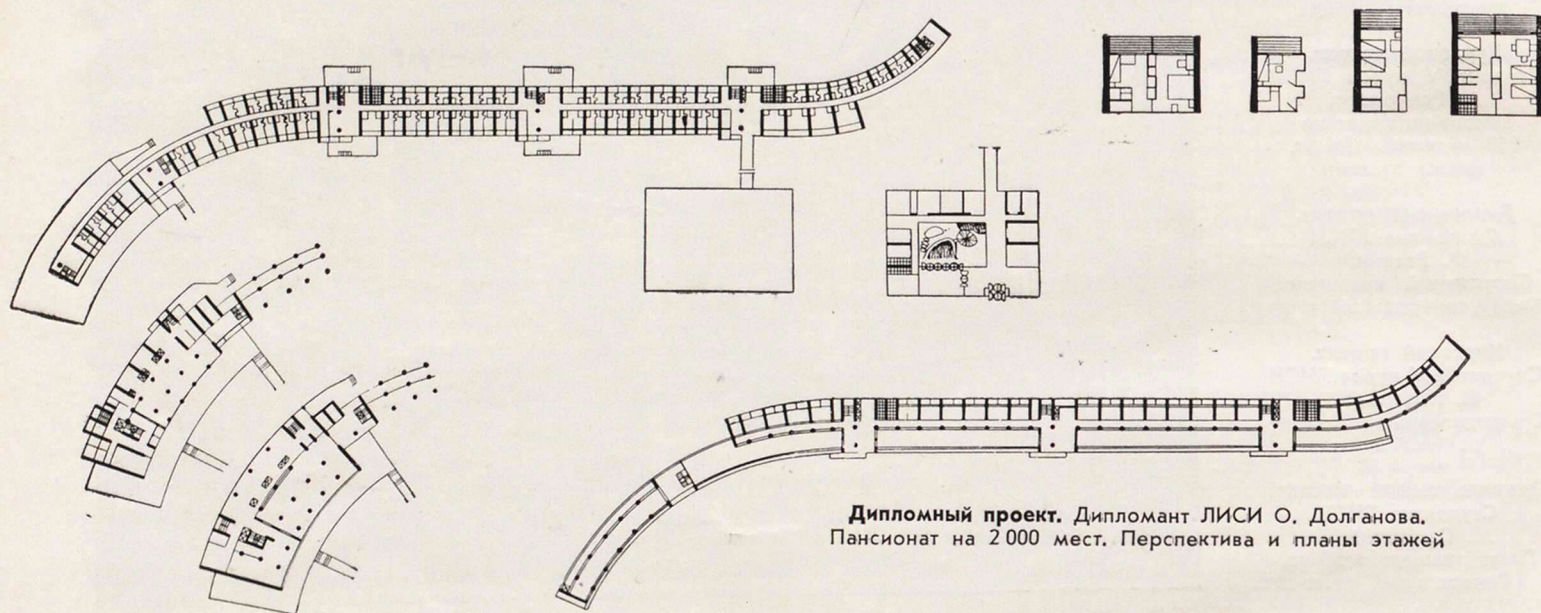 Дипломный проект. Дипломант ЛИСИ О. Долганова.
Пансионат на 2 000 мест. Перспектива и планы этажей